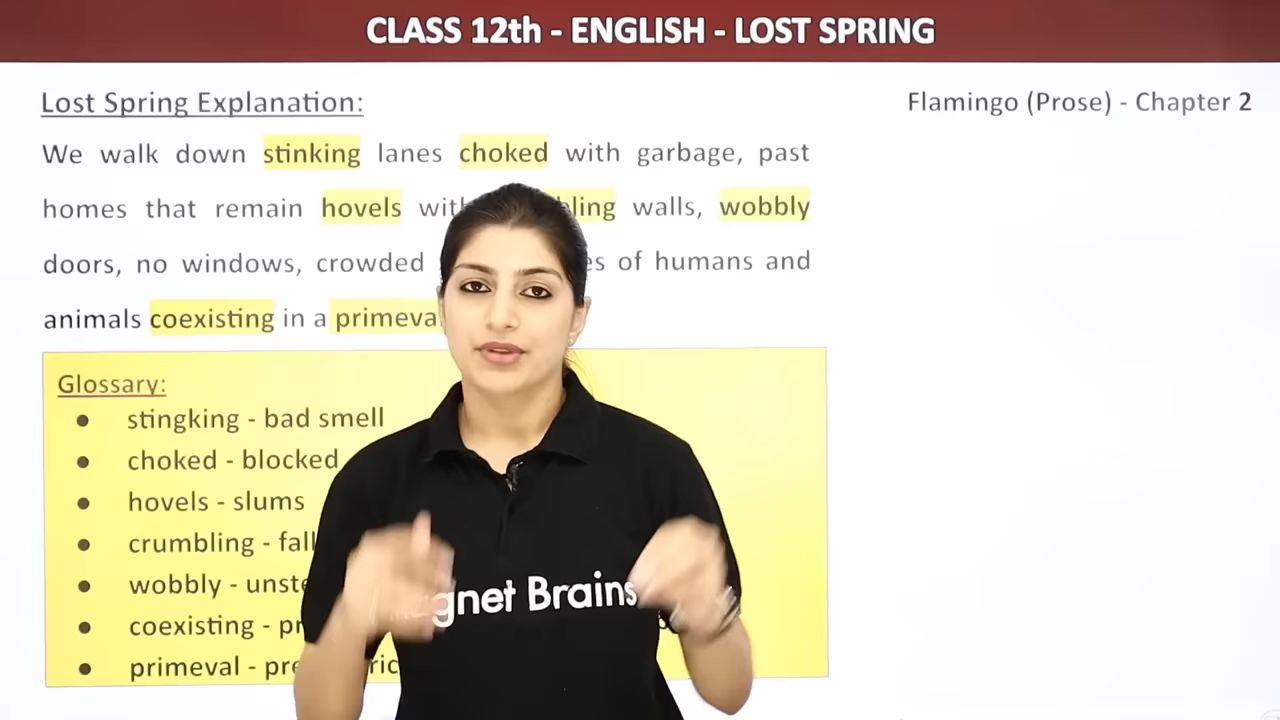 CLASS 12th - ENGLISH - LOST SPRING
Lost Spring Explanation:
Flamingo (Prose) - Chapter 2
We walk down stinking lanes choked with garbage, past
homes that remain hovels walls, wobbly
doors, no windows, crowded of humans and
animals coexisting in a
Glossary:
• stingking - bad smell
• choked - blocked
• hovels - slums
• crumbling -
• wobbly -
• coexisting -
• primeval -
Brains